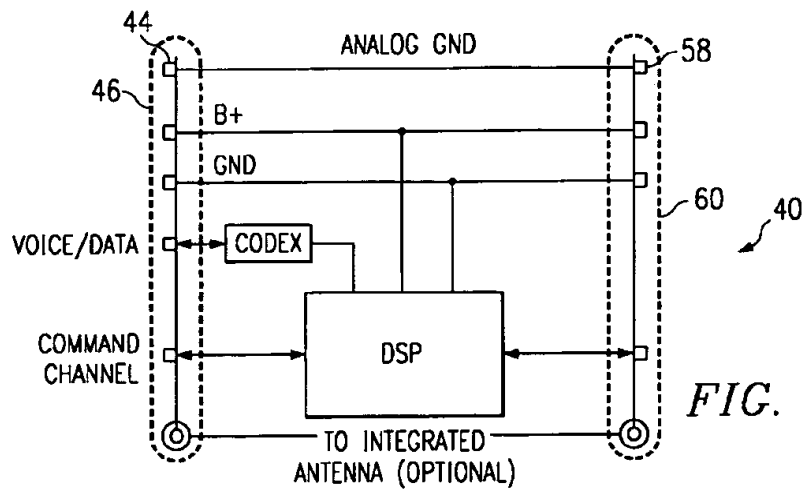 44
ANALOG GND
58
46
B+
GND
60
40
VOICE/DATA
CODEX
COMMAND
CHANNEL
DSP
FIG.
TO INTEGRATED
ANTENNA (OPTIONAL)